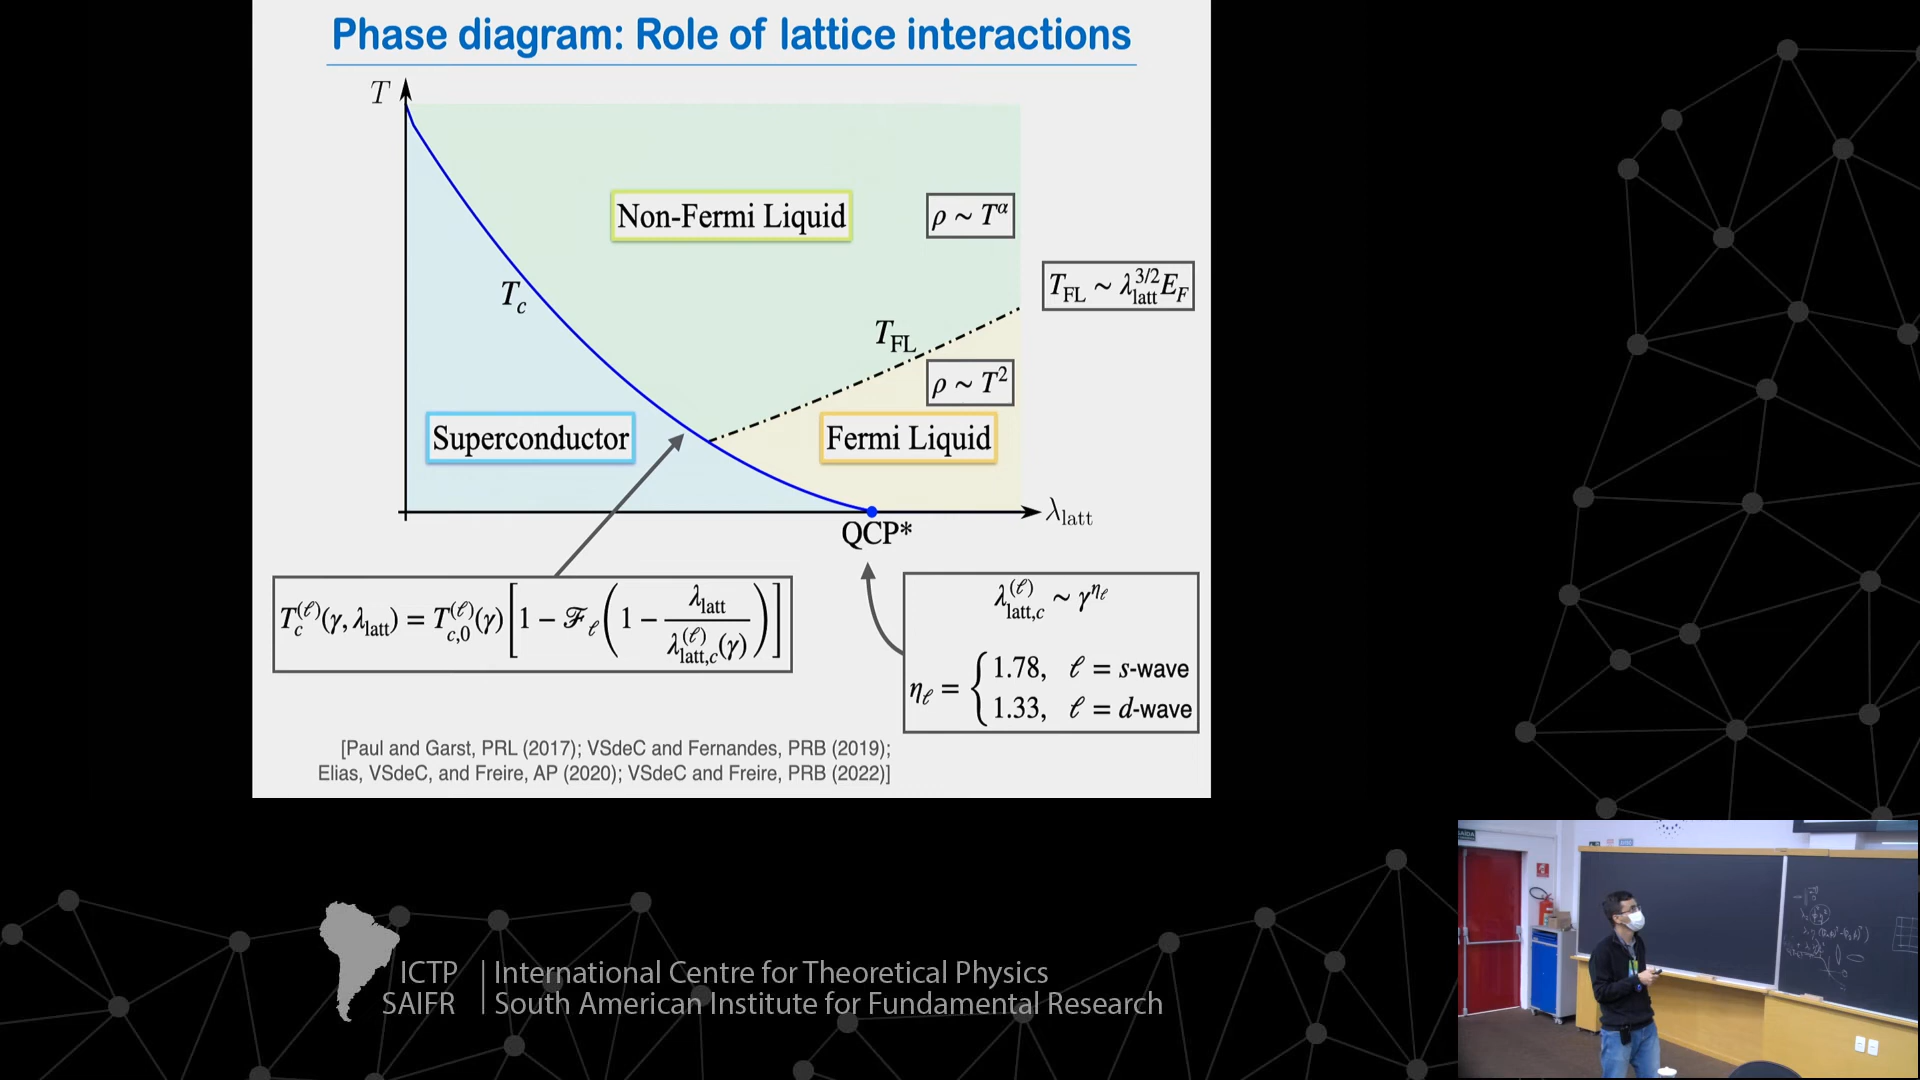 Phase diagram: Role of lattice interactions
T
Non-Fermi Liquid
ρ ~ T^α
T_FL ~ λ_latt^{3/2} E_F
T_c
T_FL
ρ ~ T^2
Superconductor
Fermi Liquid
λ_latt
QCP*
T_c^{(ℓ)}(γ, λ_latt) = T_{c,0}^{(ℓ)}(γ) [1 − ℱ_ℓ (1 − λ_latt / λ_{latt,c}^{(ℓ)}(γ))]
λ_{latt,c}^{(ℓ)} ~ γ^{η_ℓ}
η_ℓ = { 1.78, ℓ = s-wave
1.33, ℓ = d-wave
[Paul and Garst, PRL (2017); VSdeC and Fernandes, PRB (2019);
Elias, VSdeC, and Freire, AP (2020); VSdeC and Freire, PRB (2022)]
SAÍDA
ICTP | International Centre for Theoretical Physics
SAIFR | South American Institute for Fundamental Research